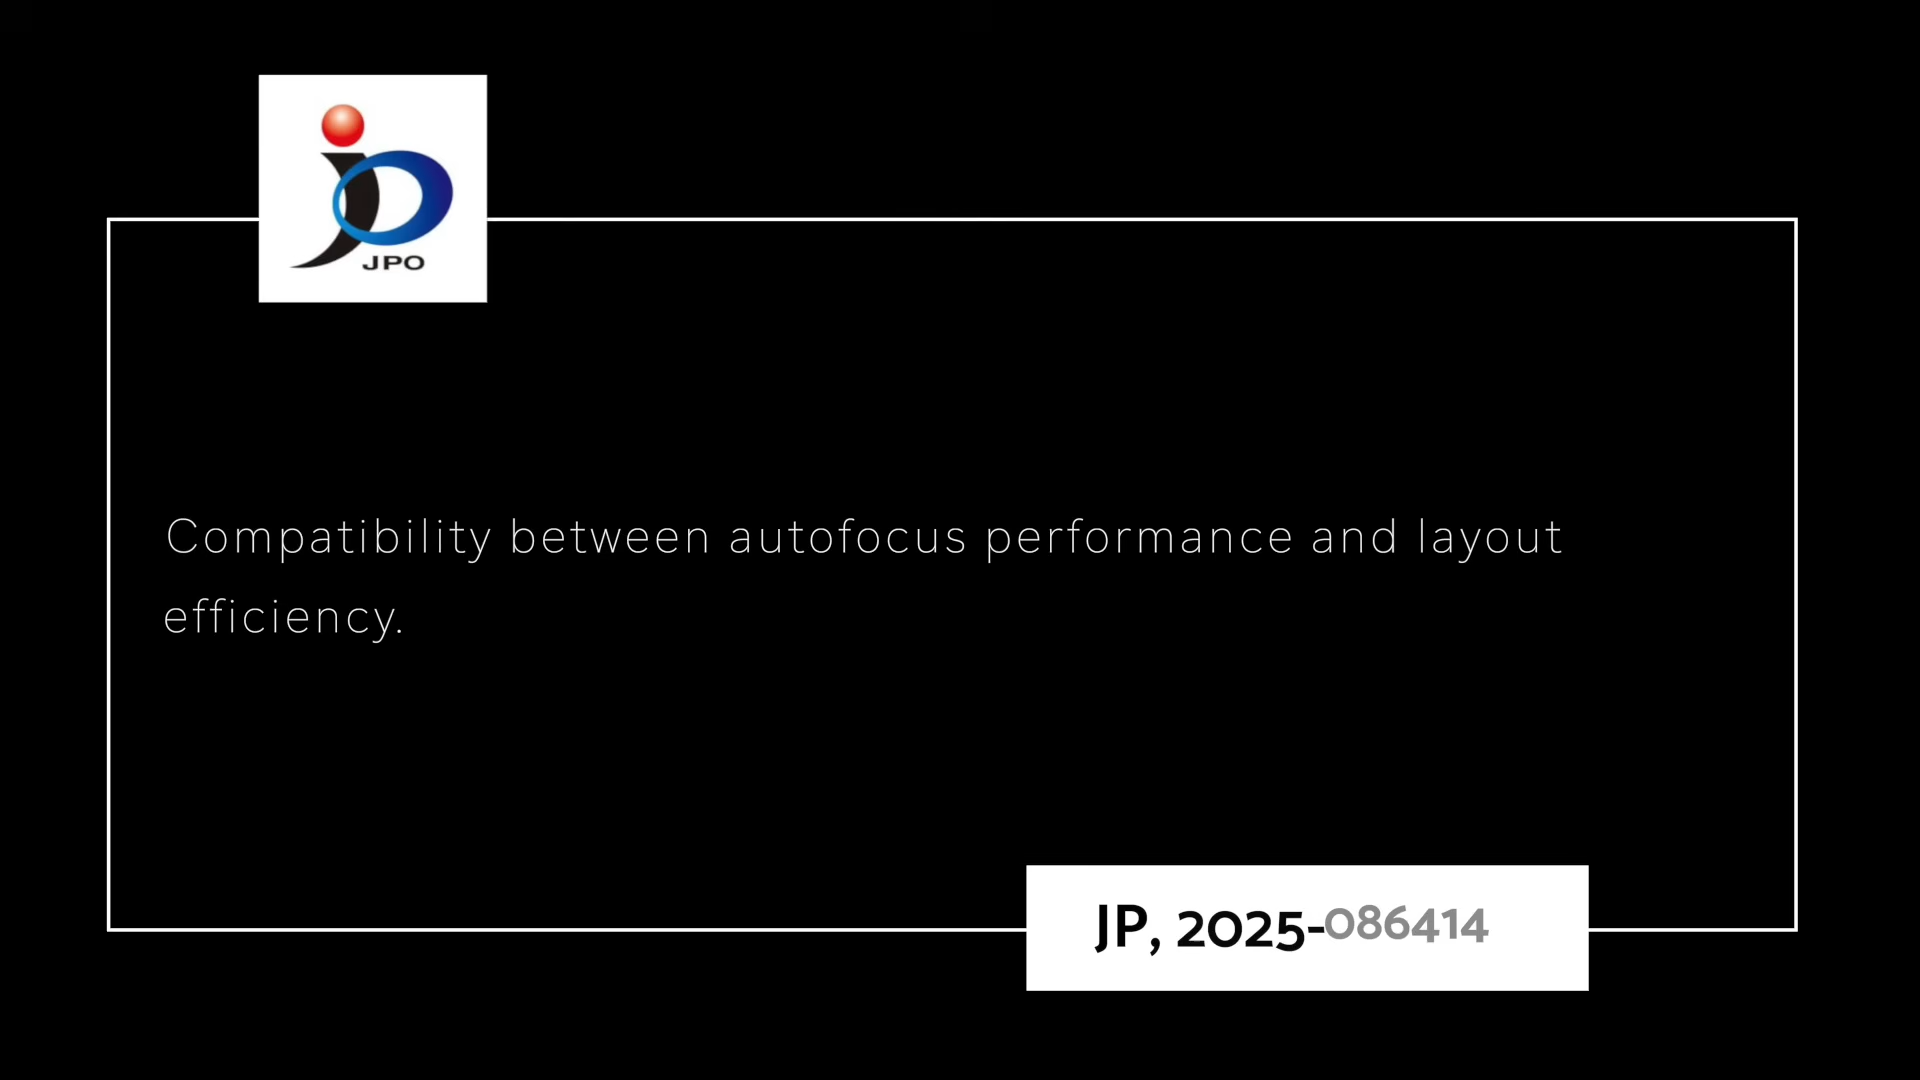 JPO
Compatibility between autofocus performance and layout
efficiency.
JP, 2025-086414